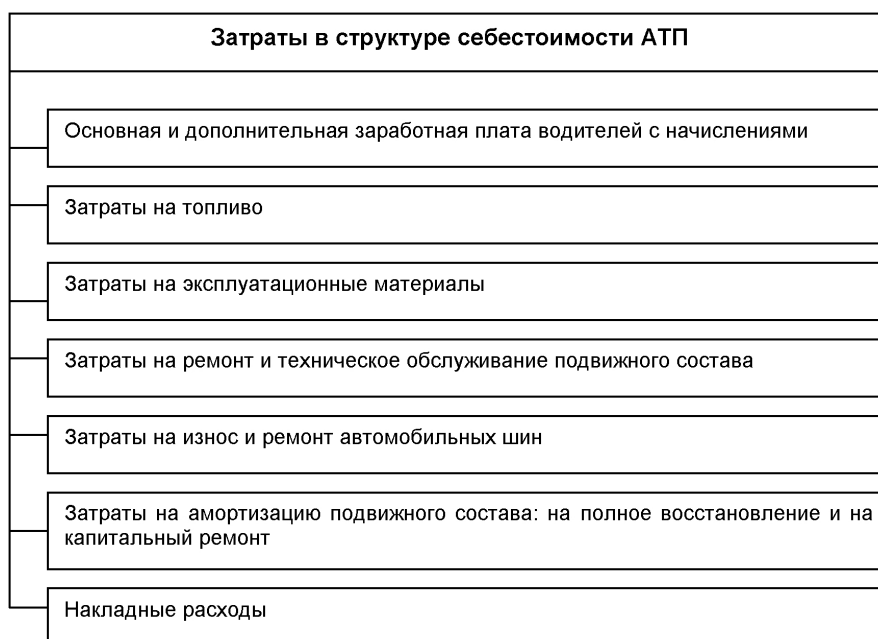 Затраты в структуре себестоимости АТП
Основная и дополнительная заработная плата водителей с начислениями
Затраты на топливо
Затраты на эксплуатационные материалы
Затраты на ремонт и техническое обслуживание подвижного состава
Затраты на износ и ремонт автомобильных шин
Затраты на амортизацию подвижного состава: на полное восстановление и на
капитальный ремонт
Накладные расходы